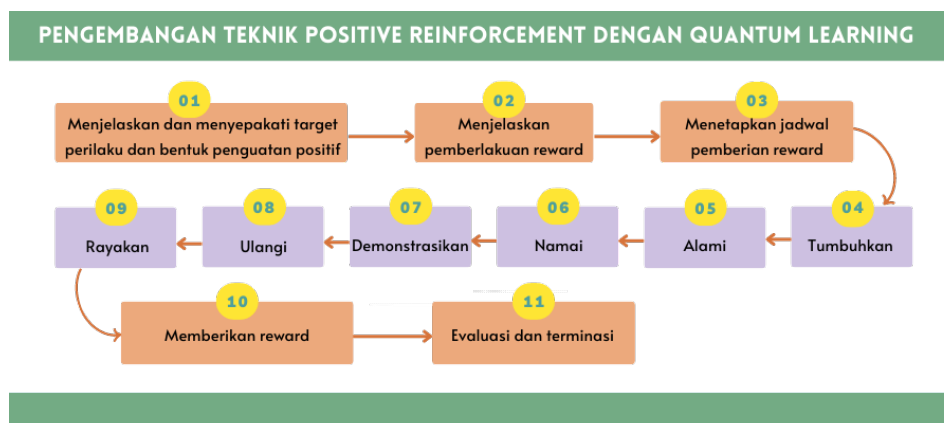 PENGEMBANGAN TEKNIK POSITIVE REINFORCEMENT DENGAN QUANTUM LEARNING
01
Menjelaskan dan menyepakati target
perilaku dan bentuk penguatan positif
02
Menjelaskan
pemberlakuan reward
03
Menetapkan jadwal
pemberian reward
04
Tumbuhkan
05
Alami
06
Namai
07
Demonstrasikan
08
Ulangi
09
Rayakan
10
Memberikan reward
11
Evaluasi dan terminasi